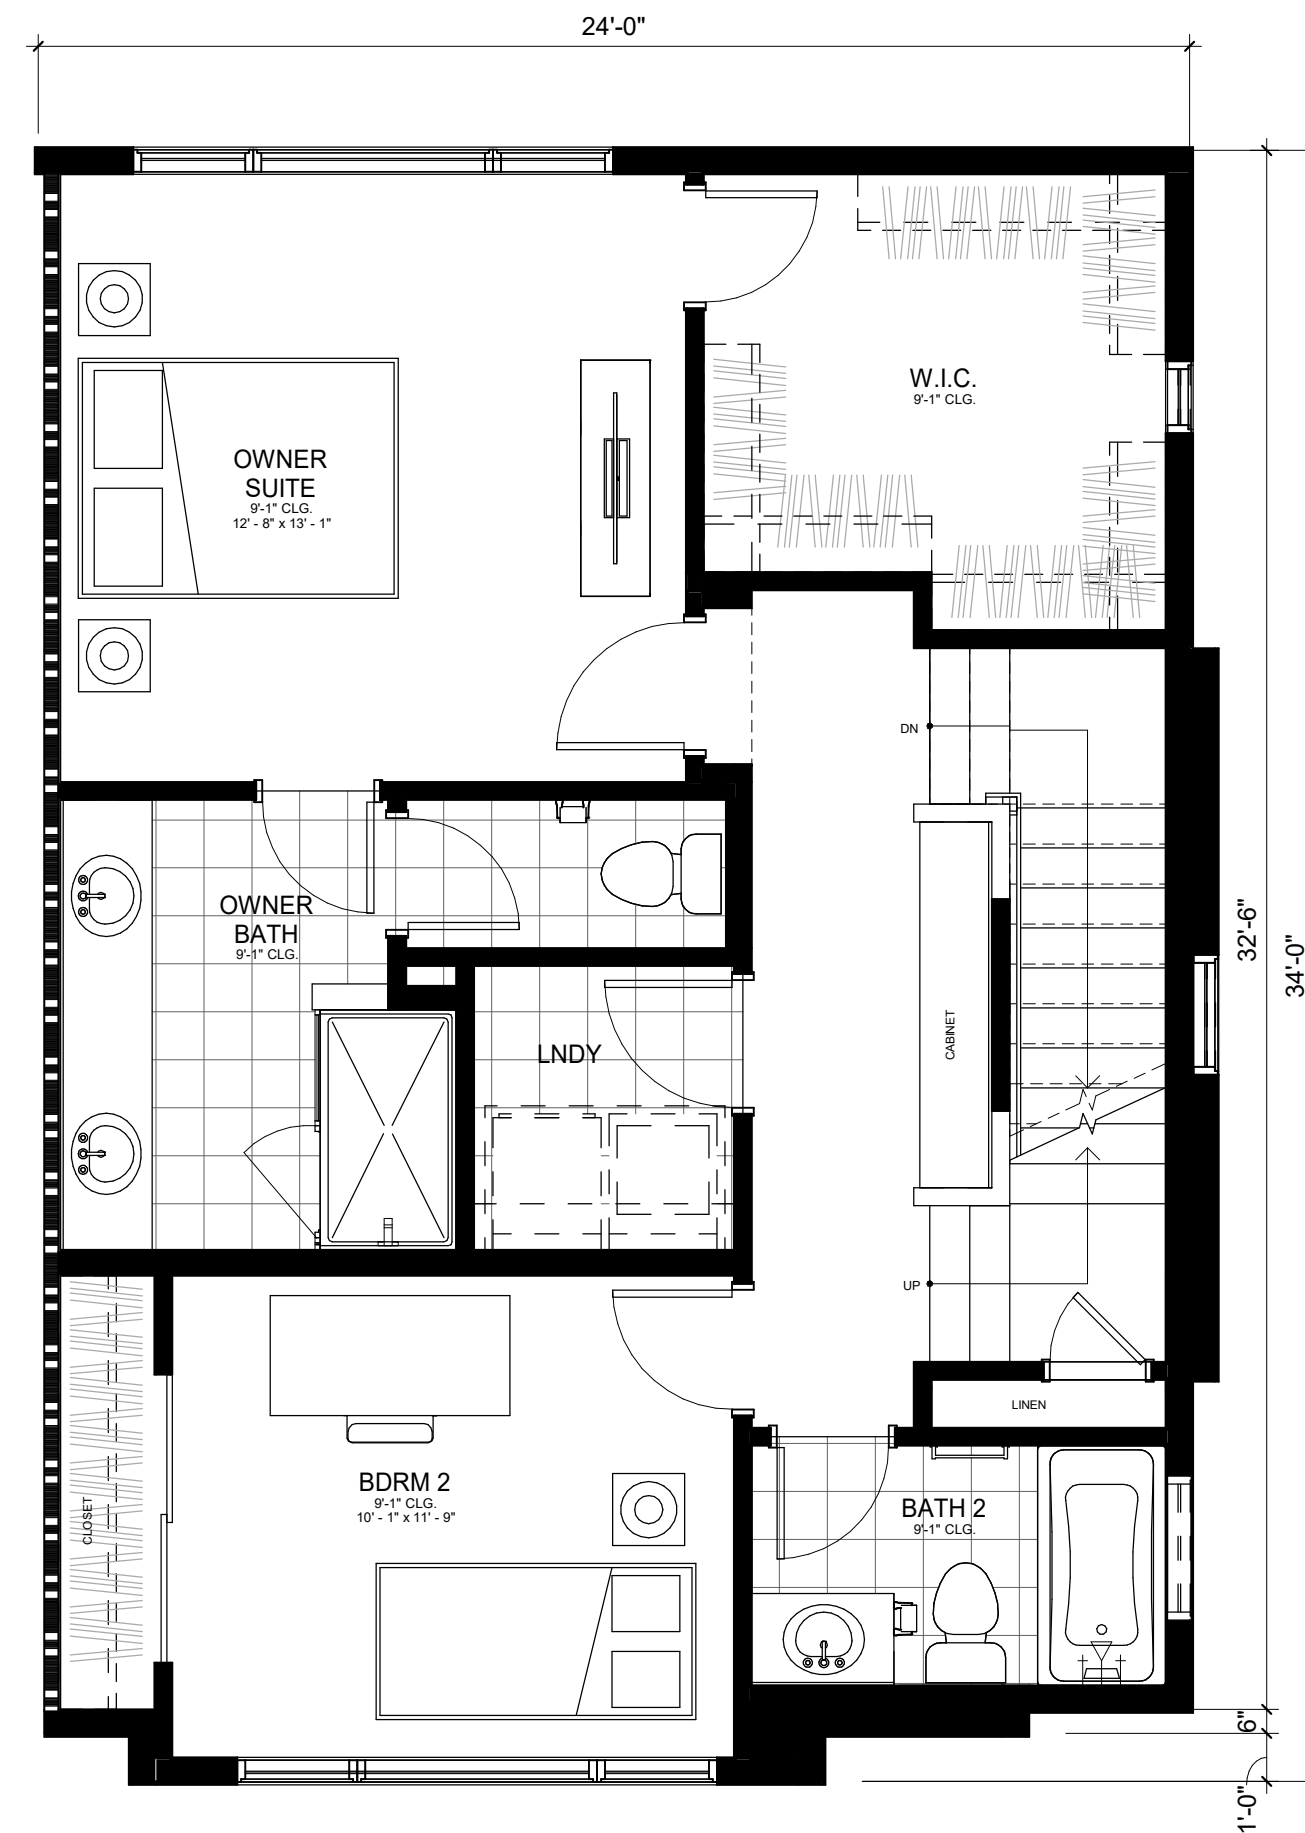 24'-0"
W.I.C.
9'-1" CLG.
OWNER
SUITE
9'-1" CLG.
12' - 8" x 13' - 1"
DN
OWNER
BATH
9'-1" CLG.
32'-6"
34'-0"
CABINET
LNDY
UP
LINEN
BDRM 2
9'-1" CLG.
10' - 1" x 11' - 9"
CLOSET
BATH 2
9'-1" CLG.
6"
1'-0"